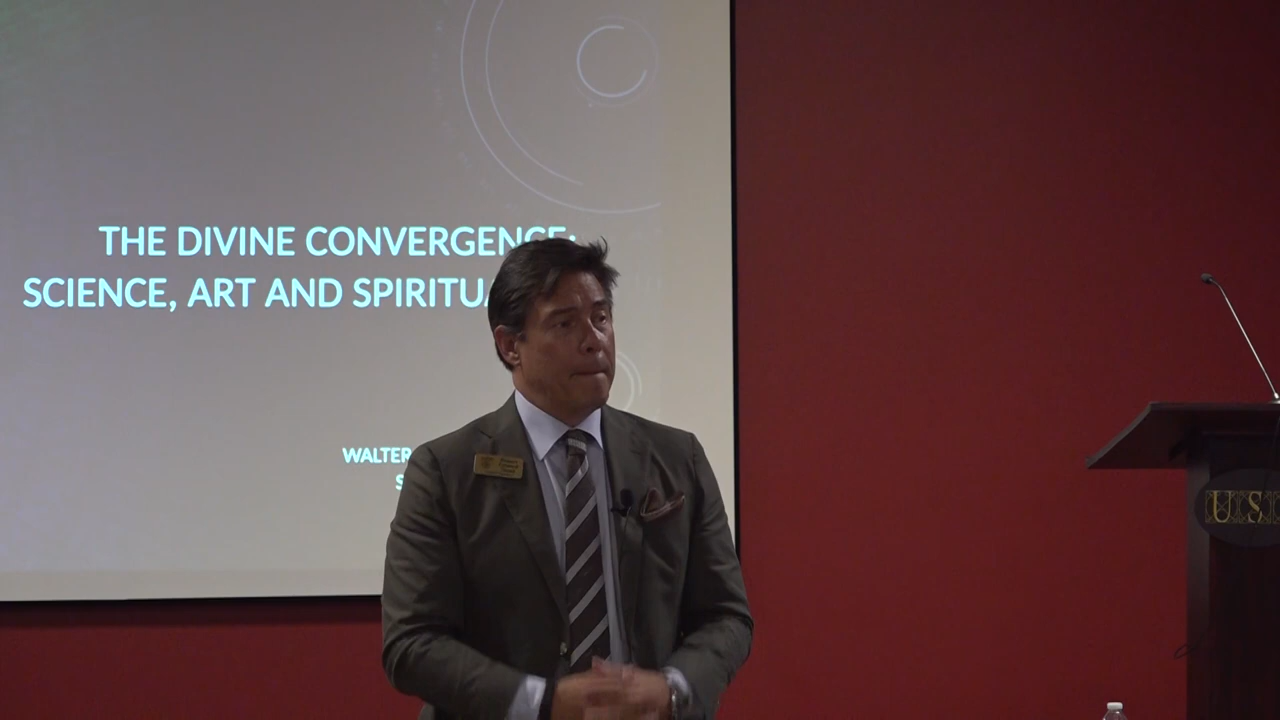 THE DIVINE CONVERGENCE:
SCIENCE, ART AND SPIRITUA
WALTER
S
U S